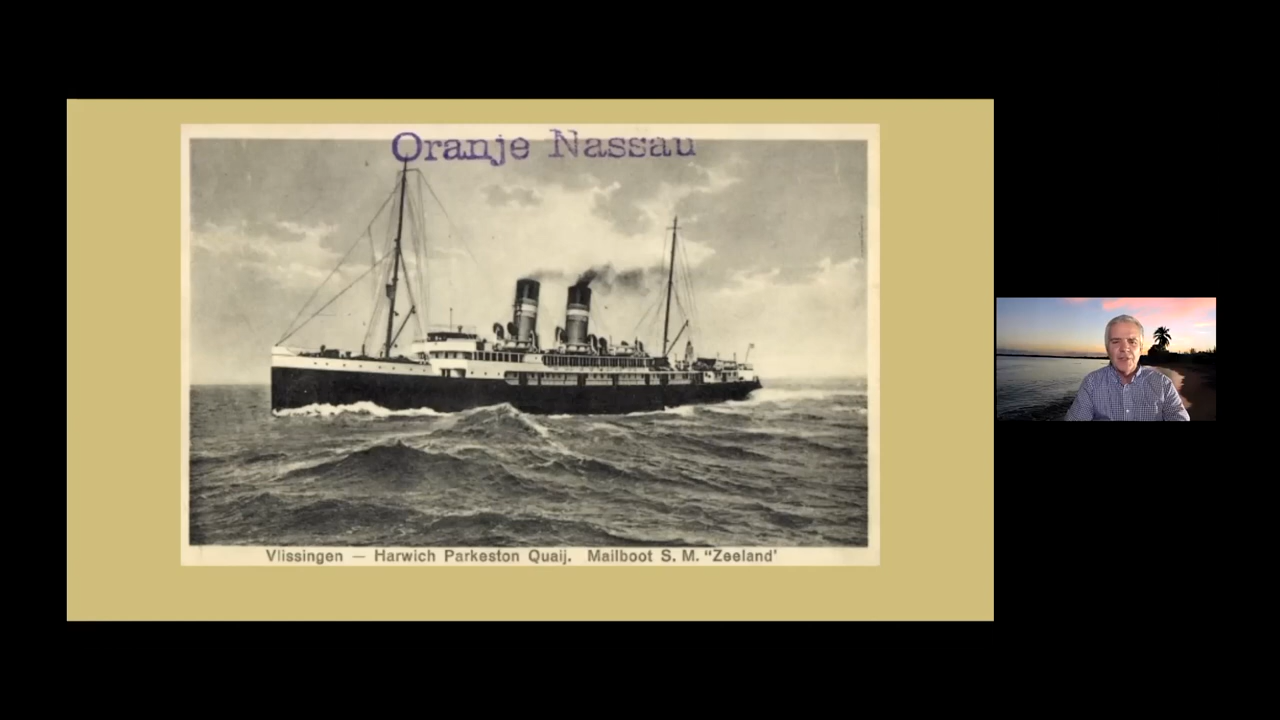 Oranje Nassau
Vlissingen — Harwich Parkeston Quaij. Mailboot S. M. "Zeeland'